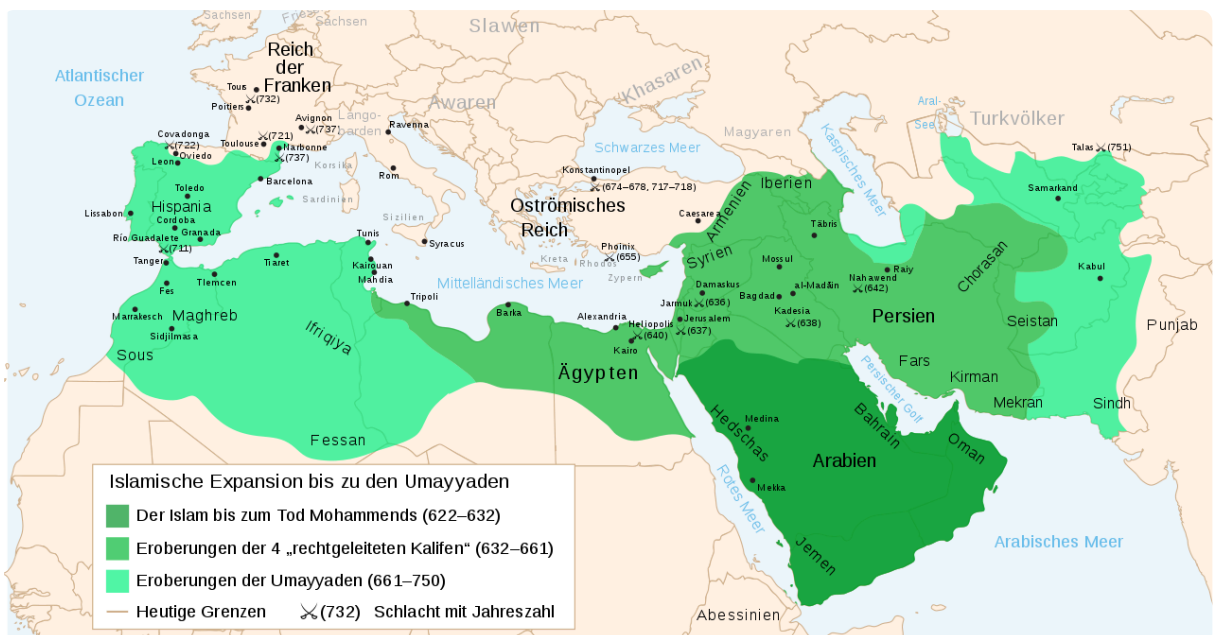 Sachsen
Friesen
Sachsen
Slawen
Reich
der
Franken
Atlantischer
Ozean
Tous
(732)
Poitiers
Khasaren
Awaren
Aral-
See
Turkvölker
Avignon
(737)
Lango-
barden
Ravenna
Magyaren
Kaspisches Meer
Covadonga
(722)
Oviedo
Leon
(721)
Toulouse
Narbonne
(737)
Korsika
Rom
Schwarzes Meer
Konstantinopel
(674–678, 717–718)
Talas
(751)
Barcelona
Sardinien
Toledo
Hispania
Lissabon
Cordoba
Granada
Río Guadalete
(711)
Tanger
Oströmisches
Reich
Caesarea
Armenien
Iberien
Täbris
Samarkand
Sizilien
Syracus
Tunis
Kairouan
Mahdia
Tiaret
Tlemcen
Fes
Phoinix
(655)
Kreta
Rhodos
Zypern
Syrien
Mossul
Raiy
Nahawend
(642)
Chorasan
Kabul
Mittelländisches Meer
Damaskus
Jarmuk
(636)
Bagdad
al-Madāin
Kadesia
(638)
Tripoli
Barka
Alexandria
Heliopolis
(640)
Kairo
Jerusalem
(637)
Marrakesch
Maghreb
Sidjilmasa
Sous
Ifriqiya
Persien
Seistan
Punjab
Ägypten
Fars
Kirman
Mekran
Sindh
Persischer Golf
Fessan
Medina
Hedschas
Bahrain
Oman
Arabien
Mekka
Rotes Meer
Jemen
Arabisches Meer
Abessinien
Islamische Expansion bis zu den Umayyaden
Der Islam bis zum Tod Mohammends (622–632)
Eroberungen der 4 „rechtgeleiteten Kalifen“ (632–661)
Eroberungen der Umayyaden (661–750)
Heutige Grenzen
(732)
Schlacht mit Jahreszahl